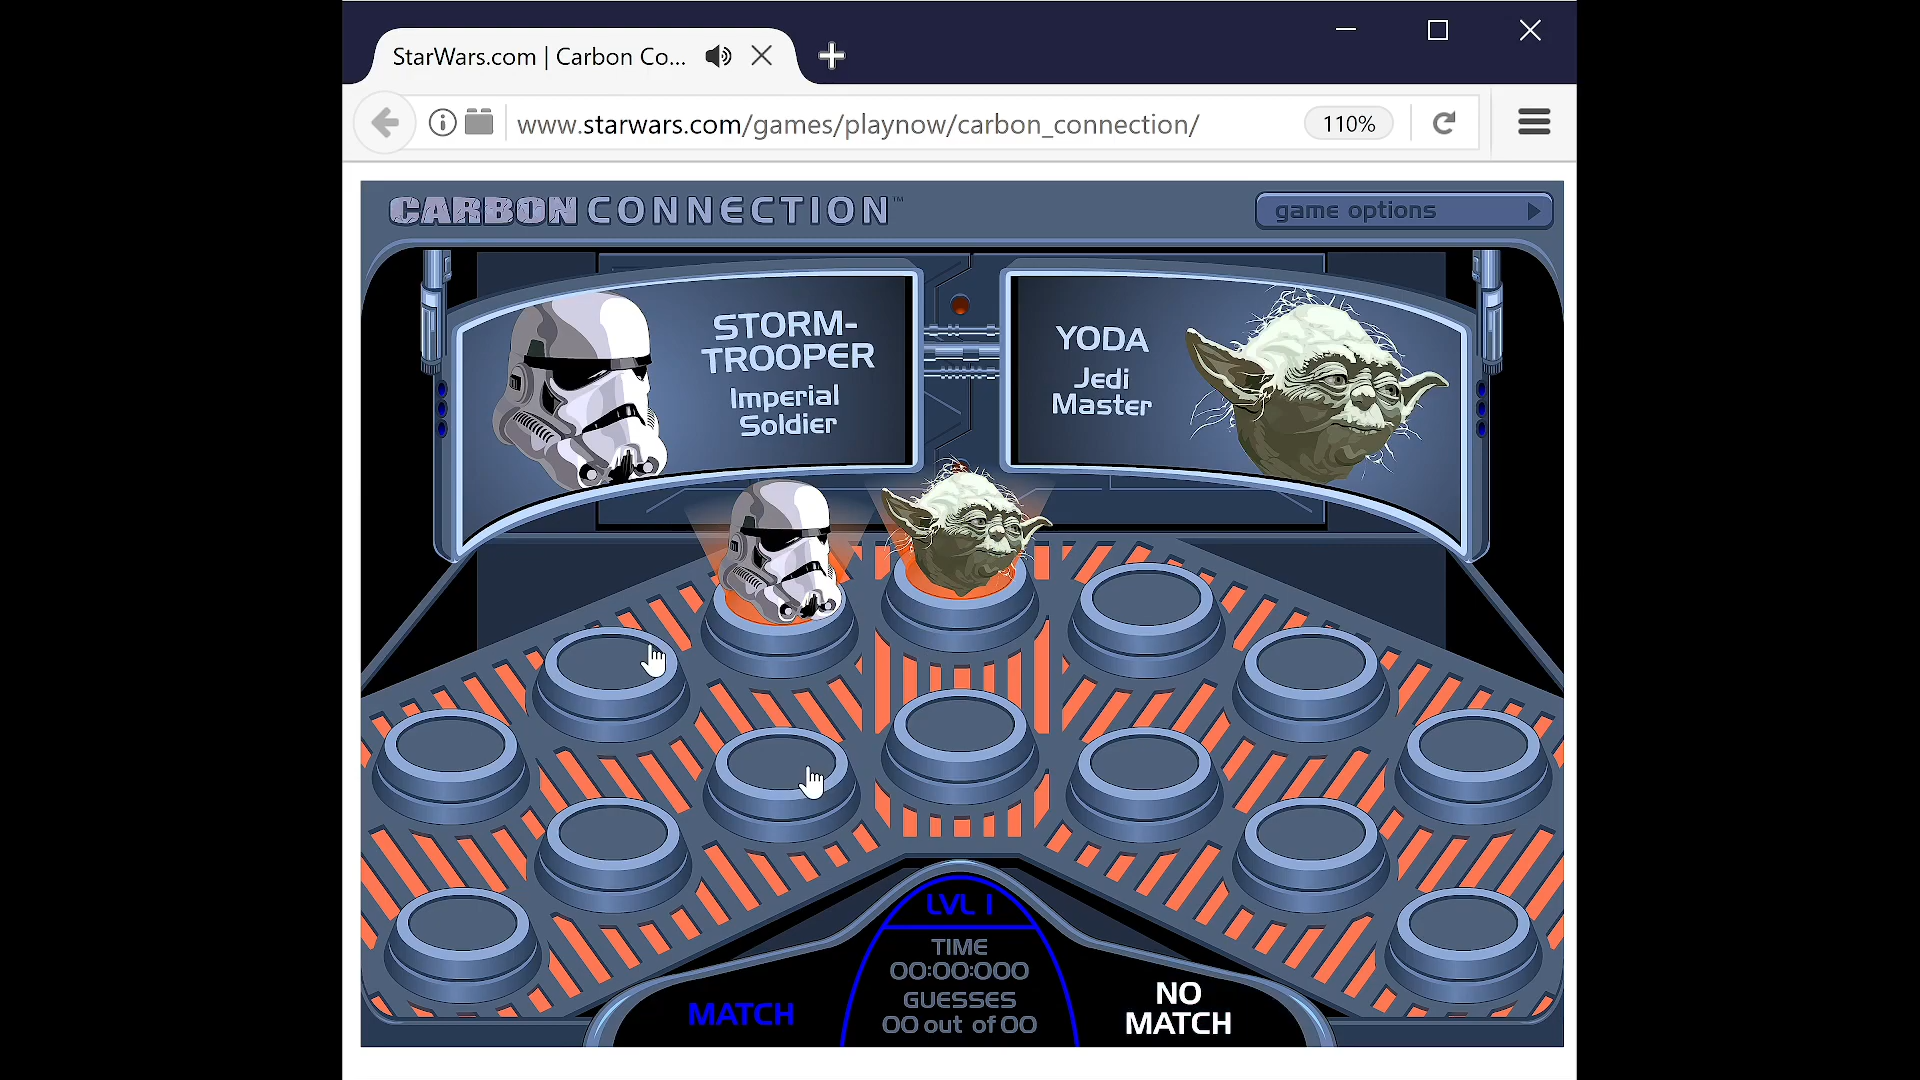 StarWars.com | Carbon Co...
www.starwars.com/games/playnow/carbon_connection/
110%
CARBON CONNECTION™
game options
STORM-
TROOPER
Imperial
Soldier
YODA
Jedi
Master
LVL 1
TIME
00:00:000
GUESSES
00 out of 00
MATCH
NO
MATCH